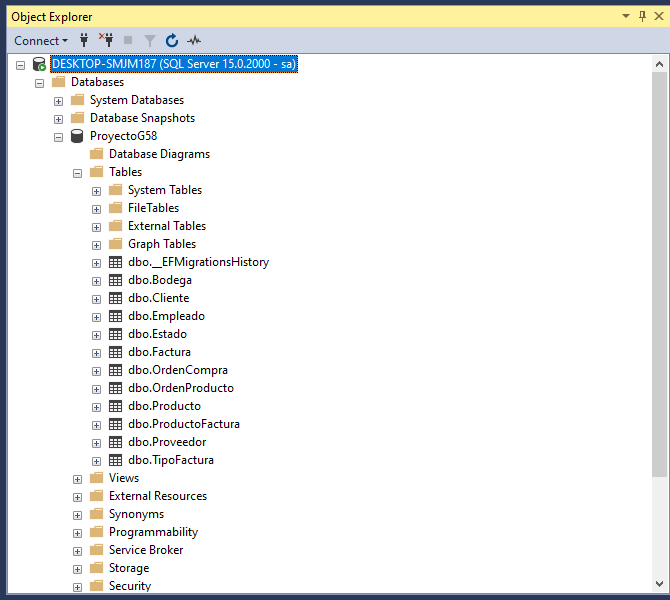 Object Explorer
Connect
DESKTOP-SMJM187 (SQL Server 15.0.2000 - sa)
Databases
System Databases
Database Snapshots
ProyectoG58
Database Diagrams
Tables
System Tables
FileTables
External Tables
Graph Tables
dbo.__EFMigrationsHistory
dbo.Bodega
dbo.Cliente
dbo.Empleado
dbo.Estado
dbo.Factura
dbo.OrdenCompra
dbo.OrdenProducto
dbo.Producto
dbo.ProductoFactura
dbo.Proveedor
dbo.TipoFactura
Views
External Resources
Synonyms
Programmability
Service Broker
Storage
Security